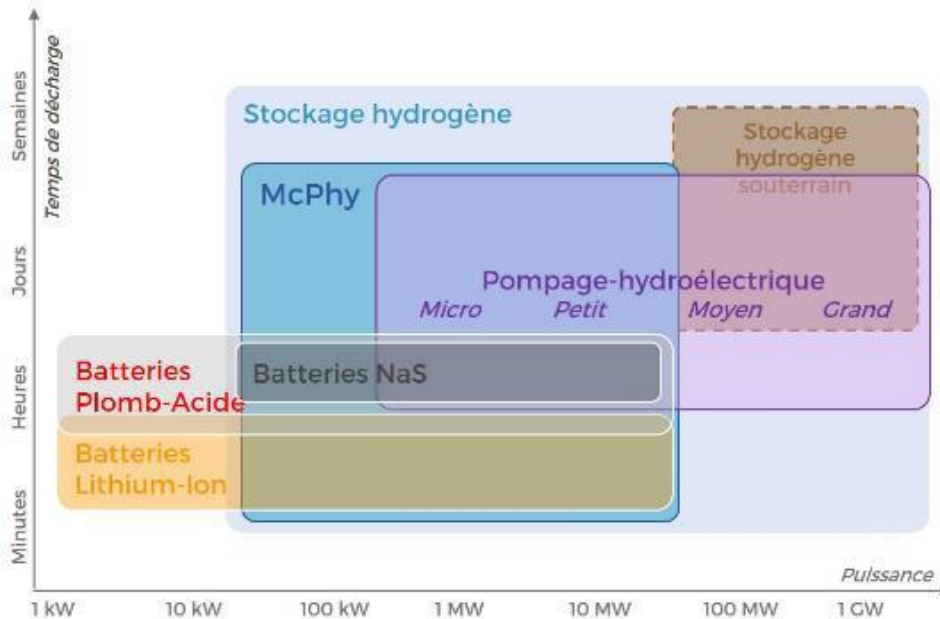 Temps de décharge
Semaines
Jours
Heures
Minutes
Stockage hydrogène
Stockage
hydrogène
souterrain
McPhy
Pompage-hydroélectrique
Micro Petit Moyen Grand
Batteries
Plomb-Acide
Batteries NaS
Batteries
Lithium-Ion
Puissance
1 kW 10 kW 100 kW 1 MW 10 MW 100 MW 1 GW